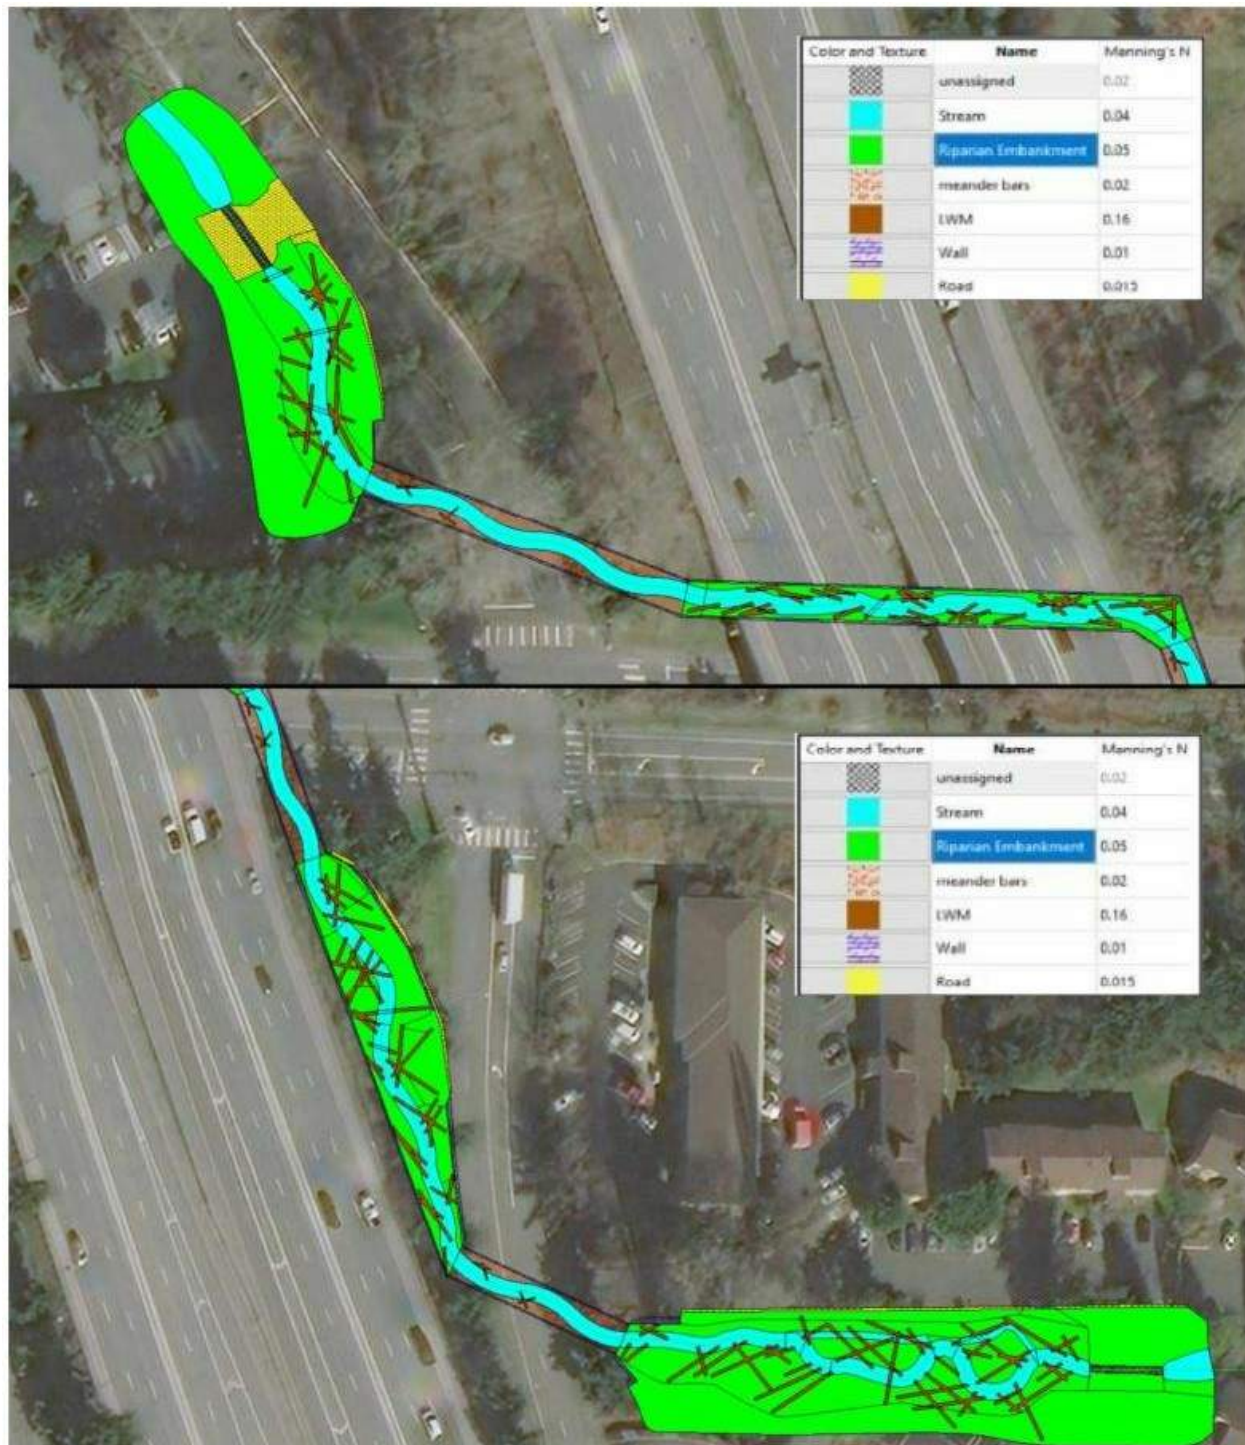 Color and Texture Name Manning's N
unassigned 0.02
Stream 0.04
Riparian Embankment 0.05
meander bars 0.02
LWM 0.16
Wall 0.01
Road 0.015
Color and Texture Name Manning's N
unassigned 0.02
Stream 0.04
Riparian Embankment 0.05
meander bars 0.02
LWM 0.16
Wall 0.01
Road 0.015